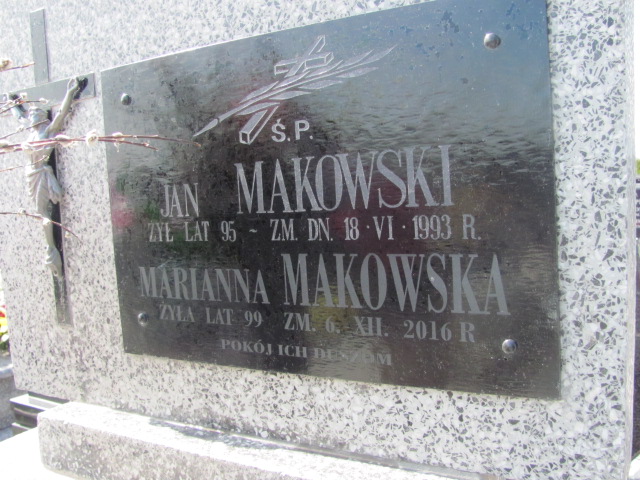 Ś.P.
JAN MAKOWSKI
ŻYŁ LAT 95 - ZM. DN. 18·VI·1993 R.
MARIANNA MAKOWSKA
ŻYŁA LAT 99 ZM. 6. XII. 2016 R
POKÓJ ICH DUSZOM